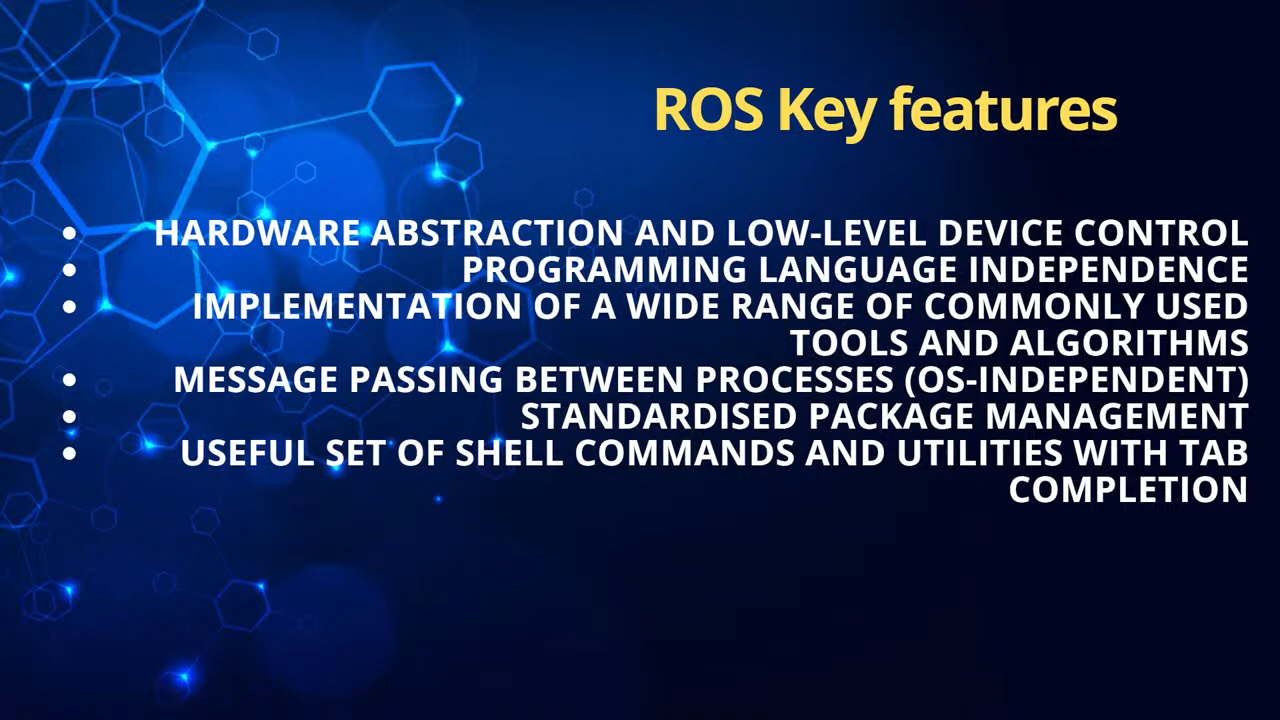 ROS Key features
• HARDWARE ABSTRACTION AND LOW-LEVEL DEVICE CONTROL
• PROGRAMMING LANGUAGE INDEPENDENCE
• IMPLEMENTATION OF A WIDE RANGE OF COMMONLY USED
TOOLS AND ALGORITHMS
• MESSAGE PASSING BETWEEN PROCESSES (OS-INDEPENDENT)
• STANDARDISED PACKAGE MANAGEMENT
• USEFUL SET OF SHELL COMMANDS AND UTILITIES WITH TAB
COMPLETION